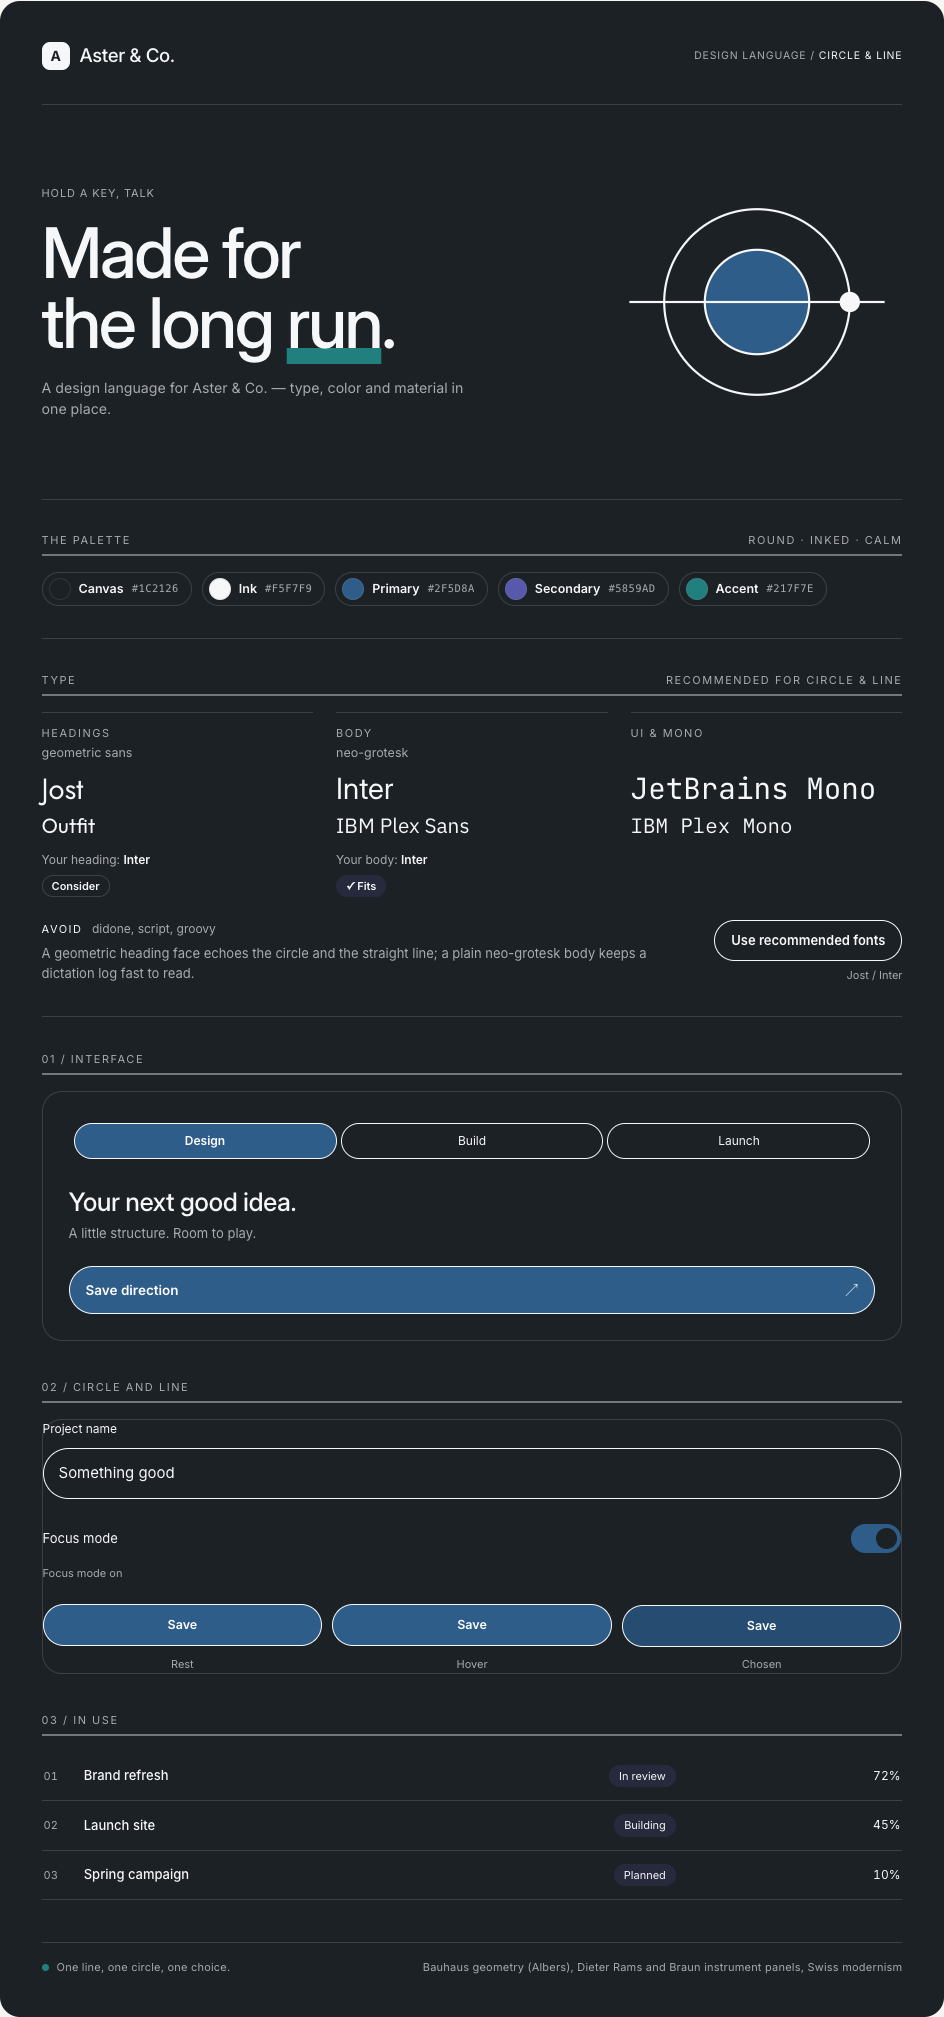 A Aster & Co.
DESIGN LANGUAGE / CIRCLE & LINE
HOLD A KEY, TALK
Made for
the long run.
A design language for Aster & Co. — type, color and material in
one place.
THE PALETTE
ROUND · INKED · CALM
Canvas #1C2126
Ink #F5F7F9
Primary #2F5D8A
Secondary #5859AD
Accent #217F7E
TYPE
RECOMMENDED FOR CIRCLE & LINE
HEADINGS
geometric sans
Jost
Outfit
Your heading: Inter
Consider
BODY
neo-grotesk
Inter
IBM Plex Sans
Your body: Inter
✓ Fits
UI & MONO
JetBrains Mono
IBM Plex Mono
AVOID didone, script, groovy
A geometric heading face echoes the circle and the straight line; a plain neo-grotesk body keeps a
dictation log fast to read.
Use recommended fonts
Jost / Inter
01 / INTERFACE
Design
Build
Launch
Your next good idea.
A little structure. Room to play.
Save direction ↗
02 / CIRCLE AND LINE
Project name
Something good
Focus mode
Focus mode on
Save
Save
Save
Rest
Hover
Chosen
03 / IN USE
01 Brand refresh In review 72%
02 Launch site Building 45%
03 Spring campaign Planned 10%
One line, one circle, one choice.
Bauhaus geometry (Albers), Dieter Rams and Braun instrument panels, Swiss modernism